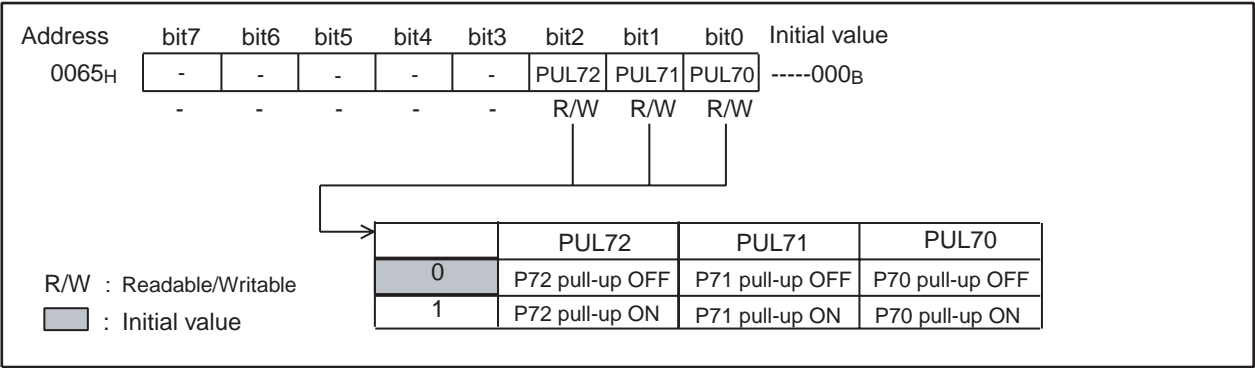 Address bit7 bit6 bit5 bit4 bit3 bit2 bit1 bit0 Initial value
0065H - - - - - PUL72 PUL71 PUL70 -----000B
- - - - - R/W R/W R/W
PUL72 PUL71 PUL70
0 P72 pull-up OFF P71 pull-up OFF P70 pull-up OFF
1 P72 pull-up ON P71 pull-up ON P70 pull-up ON
R/W : Readable/Writable
: Initial value